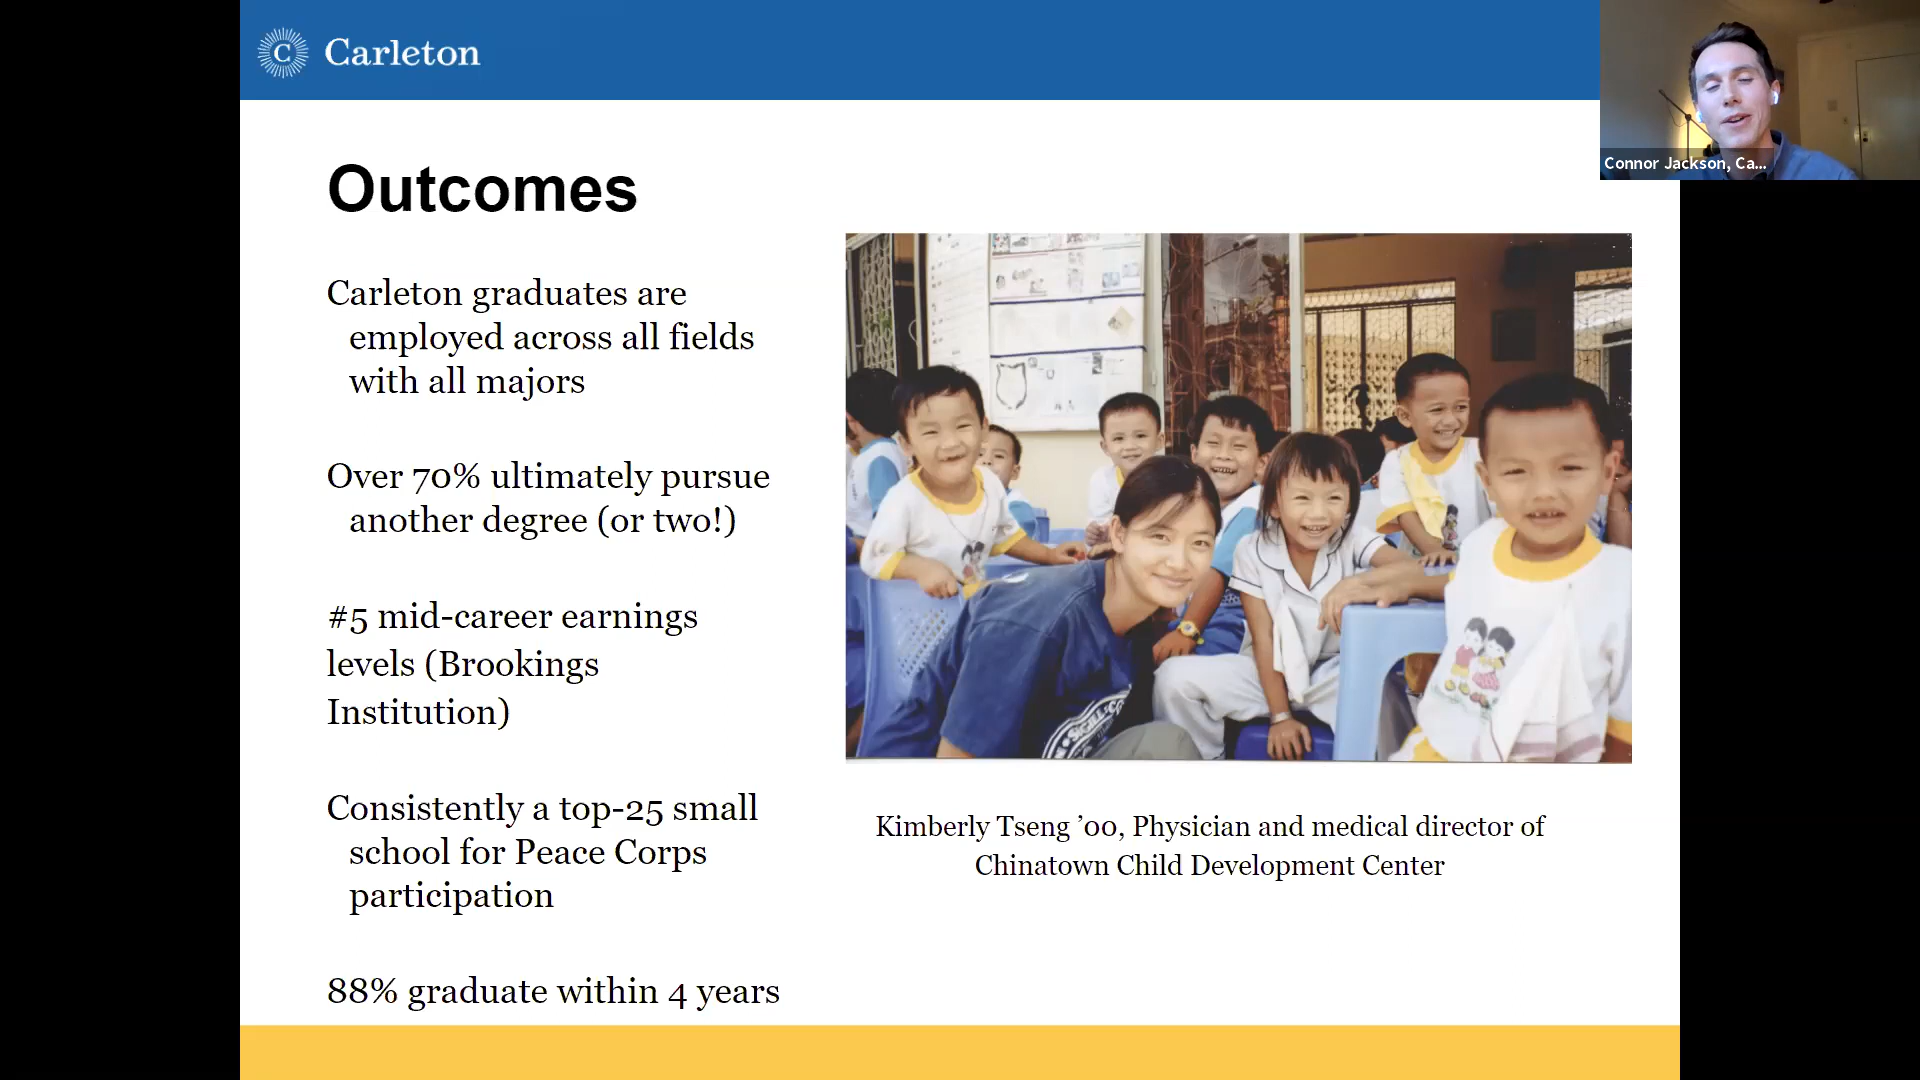 C Carleton
Connor Jackson, Ca...
Outcomes
Carleton graduates are
employed across all fields
with all majors
Over 70% ultimately pursue
another degree (or two!)
#5 mid-career earnings
levels (Brookings
Institution)
Consistently a top-25 small
school for Peace Corps
participation
88% graduate within 4 years
Kimberly Tseng ’00, Physician and medical director of
Chinatown Child Development Center